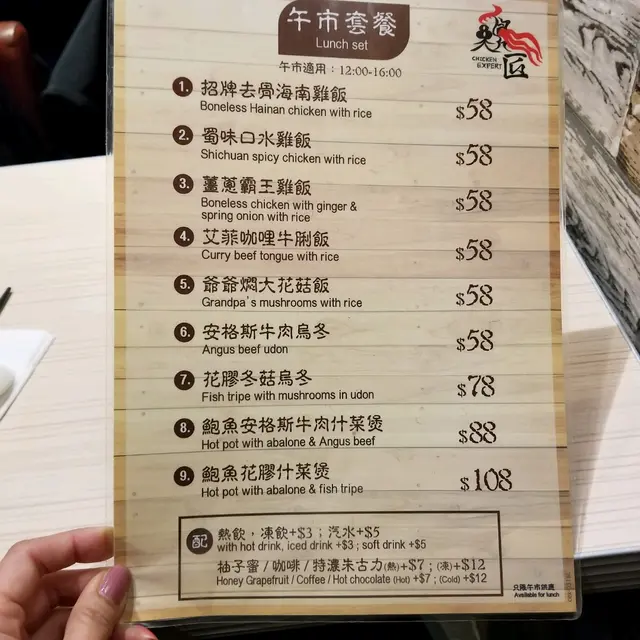 午市套餐
Lunch set
午市適用：12:00-16:00
CHICKEN
EXPERT
匠
1. 招牌去骨海南雞飯
Boneless Hainan chicken with rice
$58
2. 蜀味口水雞飯
Shichuan spicy chicken with rice
$58
3. 薑蔥霸王雞飯
Boneless chicken with ginger &
spring onion with rice
$58
4. 艾菲咖哩牛脷飯
Curry beef tongue with rice
$58
5. 爺爺燜大花菇飯
Grandpa's mushrooms with rice
$58
6. 安格斯牛肉烏冬
Angus beef udon
$58
7. 花膠冬菇烏冬
Fish tripe with mushrooms in udon
$78
8. 鮑魚安格斯牛肉什菜煲
Hot pot with abalone & Angus beef
$88
9. 鮑魚花膠什菜煲
Hot pot with abalone & fish tripe
$108
配
熱飲，凍飲+$3；汽水+$5
with hot drink, iced drink +$3 ; soft drink +$5
柚子蜜 / 咖啡 / 特濃朱古力(熱)+$7；(凍)+$12
Honey Grapefruit / Coffee / Hot chocolate (Hot) +$7 ; (Cold) +$12
只限午市供應
Available for lunch